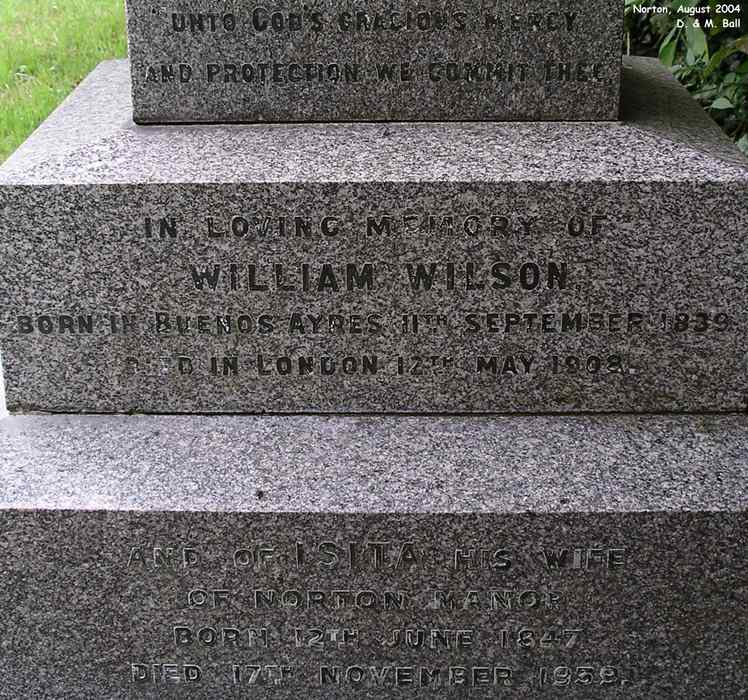 Norton, August 2004
D. & M. Ball
"UNTO GOD'S GRACIOUS MERCY
AND PROTECTION WE COMMIT THEE
IN LOVING MEMORY OF
WILLIAM WILSON,
BORN IN BUENOS AYRES 11TH SEPTEMBER 1839
DIED IN LONDON 12TH MAY 1908.
AND OF ISITA HIS WIFE
OF NORTON MANOR
BORN 12TH JUNE 1847
DIED 17TH NOVEMBER 1939.